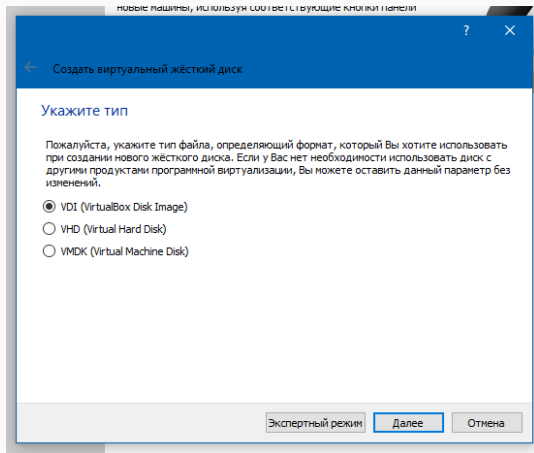 новые машины, используя соответствующие кнопки панели
?
Создать виртуальный жёсткий диск
Укажите тип
Пожалуйста, укажите тип файла, определяющий формат, который Вы хотите использовать
при создании нового жёсткого диска. Если у Вас нет необходимости использовать диск с
другими продуктами программной виртуализации, Вы можете оставить данный параметр без
изменений.
VDI (VirtualBox Disk Image)
VHD (Virtual Hard Disk)
VMDK (Virtual Machine Disk)
Экспертный режим Далее Отмена